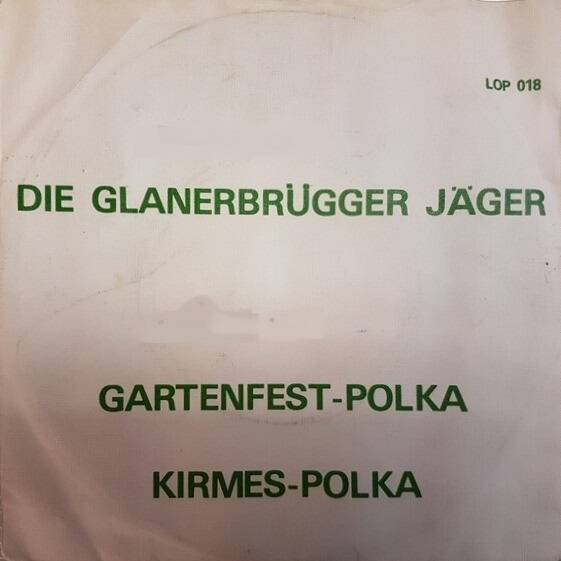 LOP 018
DIE GLANERBRÜGGER JÄGER
GARTENFEST-POLKA
KIRMES-POLKA